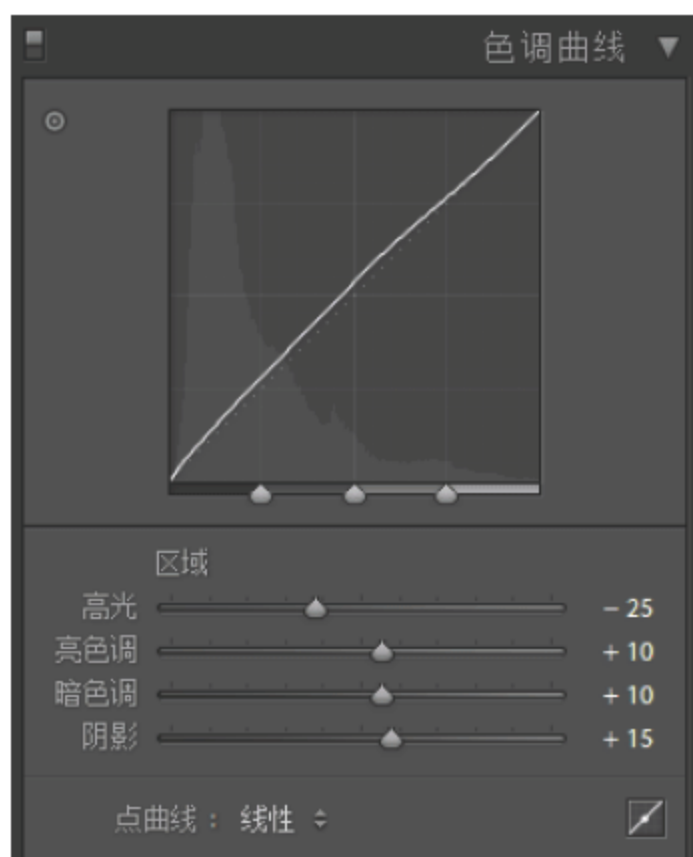 色调曲线
区域
高光 － 25
亮色调 + 10
暗色调 + 10
阴影 + 15
点曲线： 线性